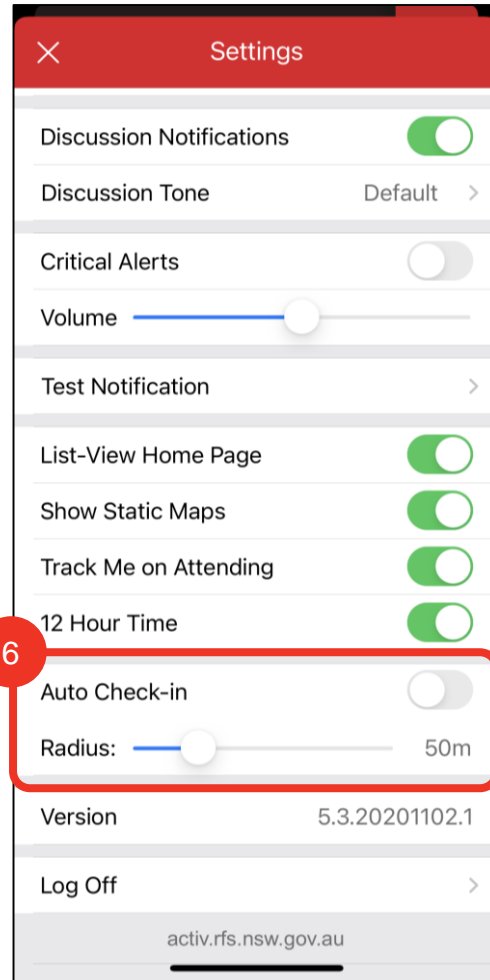 Settings
Discussion Notifications
Discussion Tone Default
Critical Alerts
Volume
Test Notification
List-View Home Page
Show Static Maps
Track Me on Attending
12 Hour Time
6
Auto Check-in
Radius: 50m
Version 5.3.20201102.1
Log Off
activ.rfs.nsw.gov.au